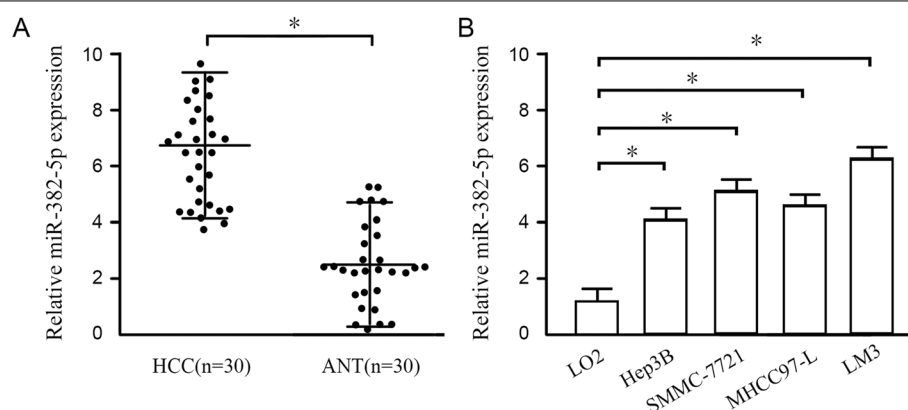 A
*
Relative miR-382-5p expression
10
8
6
4
2
0
HCC(n=30)
ANT(n=30)
B
*
*
*
*
Relative miR-382-5p expression
10
8
6
4
2
0
LO2
Hep3B
SMMC-7721
MHCC97-L
LM3